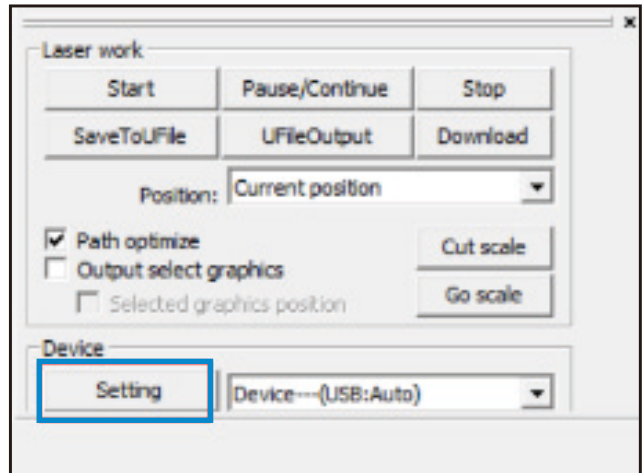 Laser work
Start Pause/Continue Stop
SaveToUFile UFileOutput Download
Position: Current position
Path optimize Cut scale
Output select graphics
Selected graphics position Go scale
Device
Setting Device---(USB:Auto)